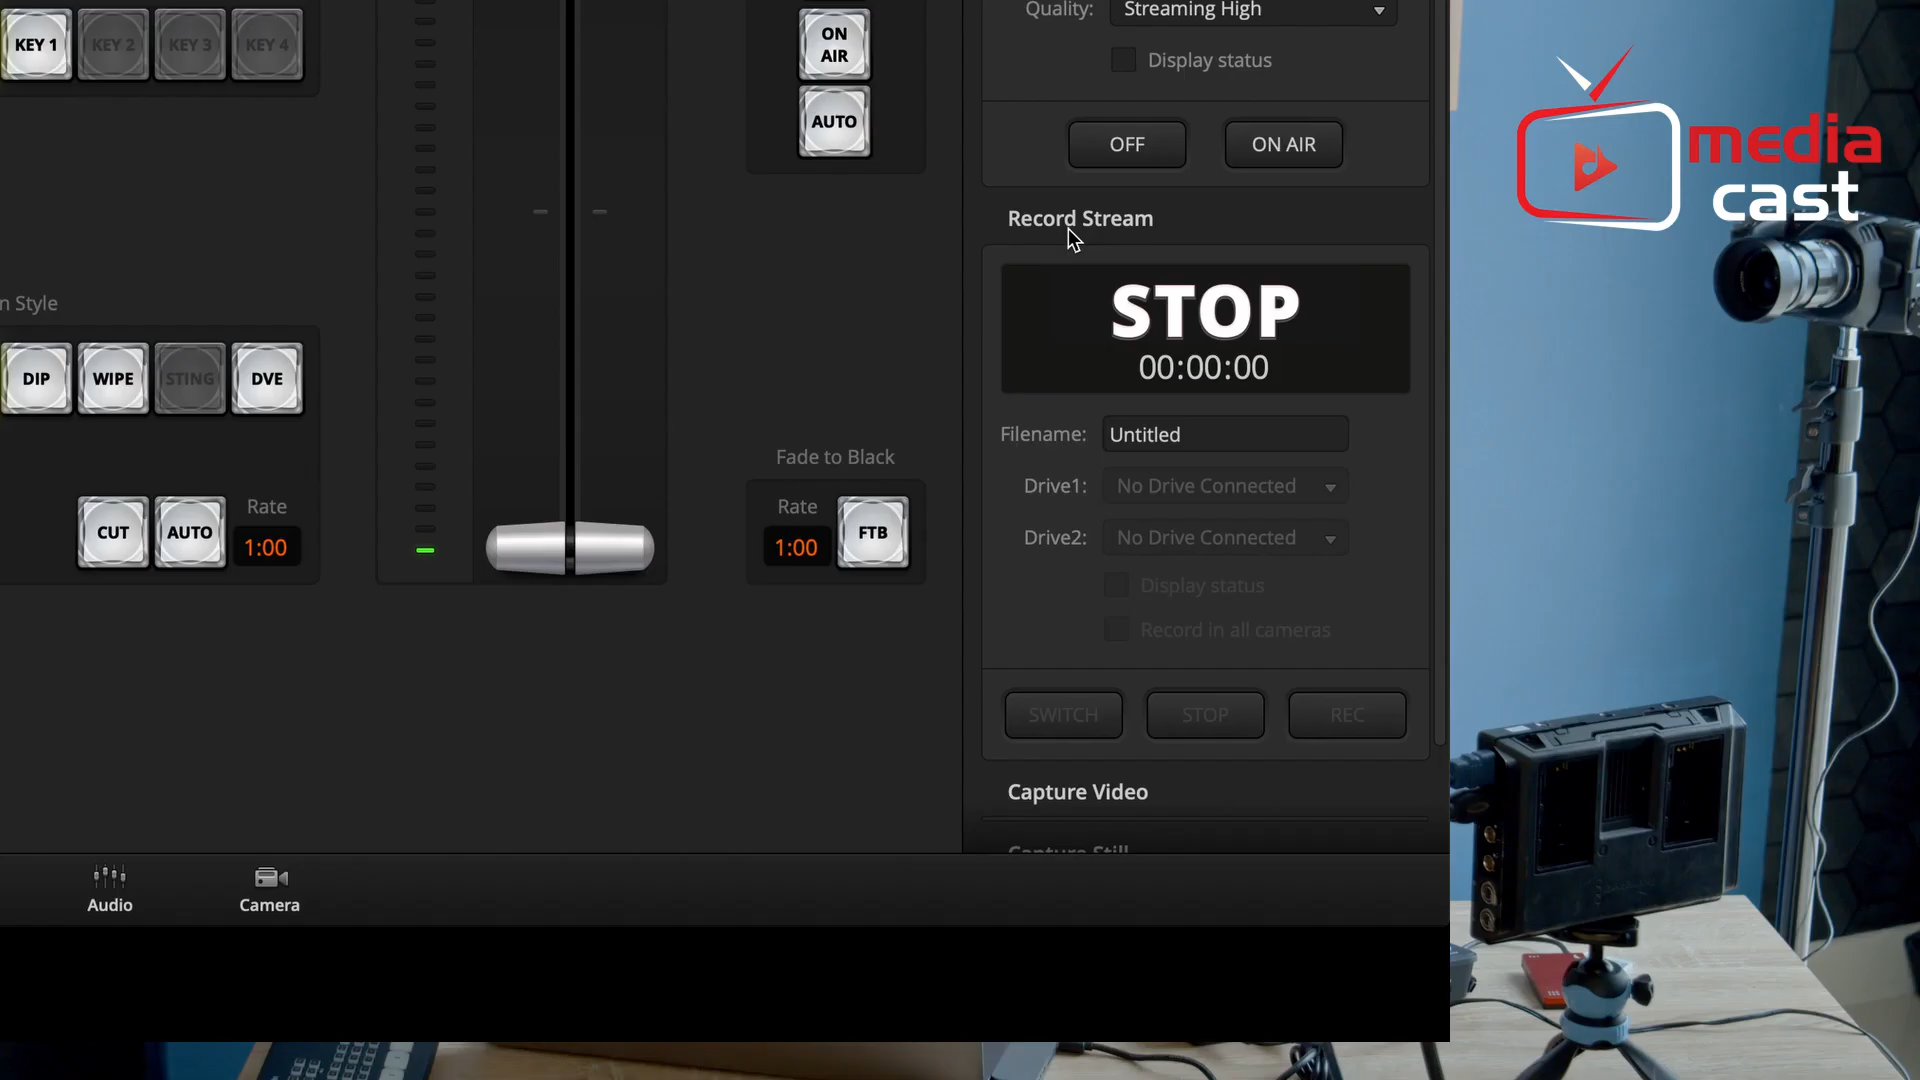 Quality: Streaming High
KEY 1 KEY 2 KEY 3 KEY 4
ON
AIR
Display status
AUTO
OFF ON AIR
media
cast
Record Stream
STOP
00:00:00
n Style
DIP WIPE STING DVE
Filename: Untitled
Fade to Black
Drive1: No Drive Connected
CUT AUTO Rate
1:00
Rate FTB
1:00
Drive2: No Drive Connected
Display status
Record in all cameras
SWITCH STOP REC
Capture Video
Capture Still
Audio Camera